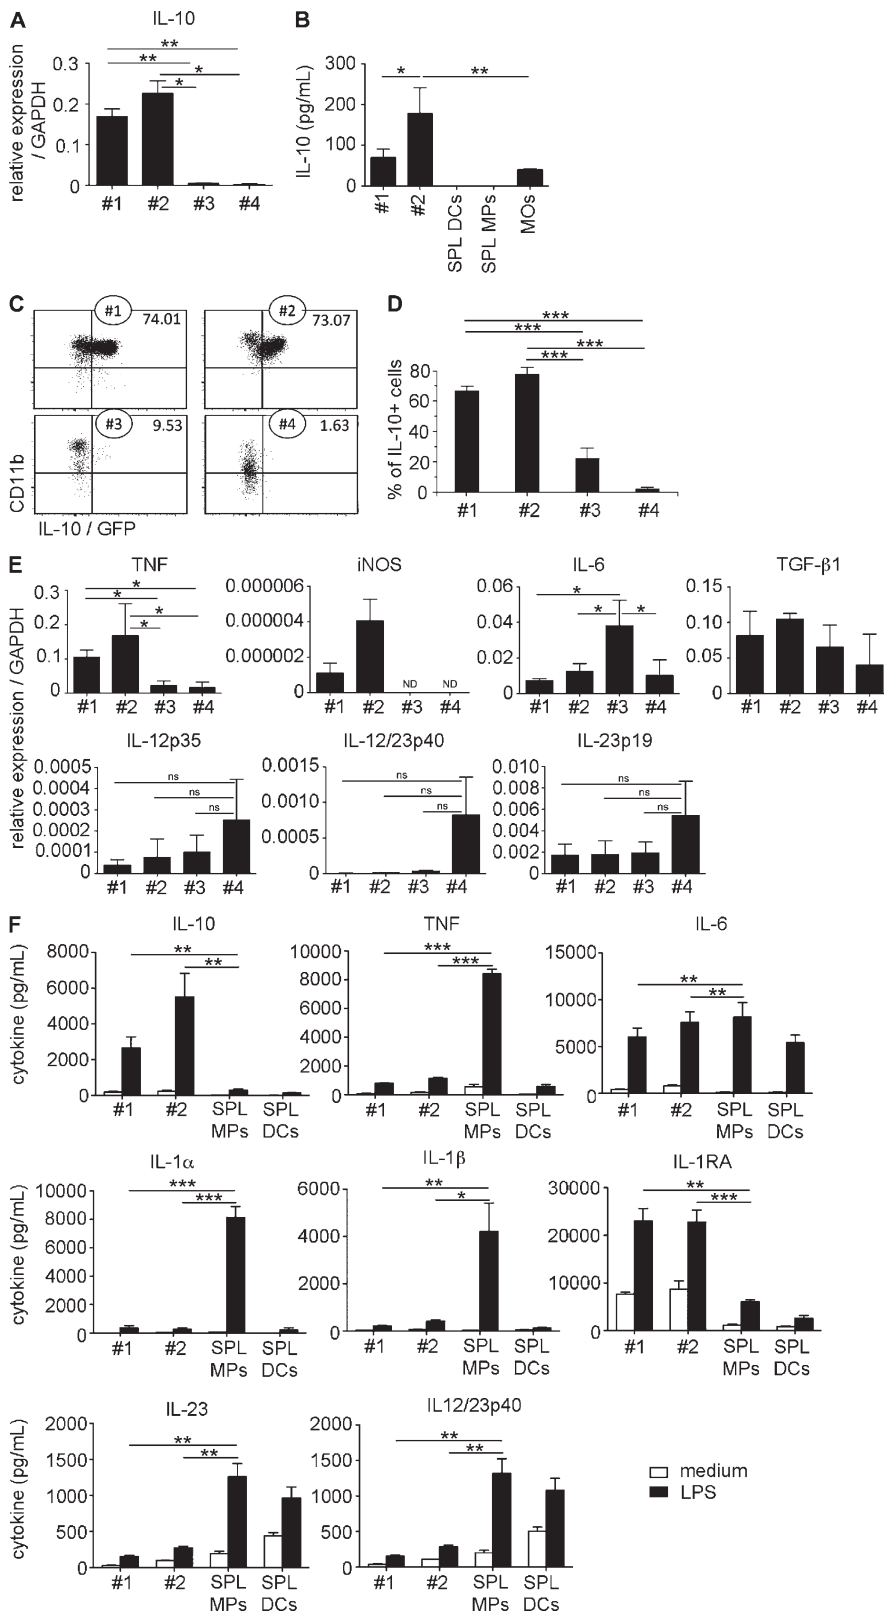 A
IL-10
relative expression
/ GAPDH
0.3
0.2
0.1
0
**
**
*
*
#1 #2 #3 #4
B
IL-10 (pg/mL)
300
200
100
0
* **
#1
#2
SPL DCs
SPL MPs
MOs
C
#1
74.01
#2
73.07
#3
9.53
#4
1.63
CD11b
IL-10 / GFP
D
% of IL-10+ cells
***
***
***
***
80
60
40
20
0
#1 #2 #3 #4
E
relative expression / GAPDH
TNF
0.3
0.2
0.1
0
*
*
*
*
#1 #2 #3 #4
iNOS
0.000006
0.000004
0.000002
0
ND ND
#1 #2 #3 #4
IL-6
0.06
0.04
0.02
0
*
* *
#1 #2 #3 #4
TGF-β1
0.15
0.10
0.05
0
#1 #2 #3 #4
relative expression / GAPDH
IL-12p35
0.0005
0.0004
0.0003
0.0002
0.0001
0
ns
ns
ns
#1 #2 #3 #4
IL-12/23p40
0.0015
0.0010
0.0005
0
ns
ns
ns
#1 #2 #3 #4
IL-23p19
0.010
0.008
0.006
0.004
0.002
0
ns
ns
ns
#1 #2 #3 #4
F
cytokine (pg/mL)
IL-10
8000
6000
4000
2000
0
**
**
#1 #2 SPL SPL
MPs DCs
TNF
10000
8000
6000
4000
2000
0
***
***
#1 #2 SPL SPL
MPs DCs
IL-6
15000
10000
5000
0
**
**
#1 #2 SPL SPL
MPs DCs
cytokine (pg/mL)
IL-1α
10000
8000
6000
4000
2000
0
***
***
#1 #2 SPL SPL
MPs DCs
IL-1β
6000
4000
2000
0
**
*
#1 #2 SPL SPL
MPs DCs
IL-1RA
30000
20000
10000
0
**
***
#1 #2 SPL SPL
MPs DCs
cytokine (pg/mL)
IL-23
2000
1500
1000
500
0
**
**
#1 #2 SPL SPL
MPs DCs
IL12/23p40
2000
1500
1000
500
0
**
**
#1 #2 SPL SPL
MPs DCs
medium
LPS